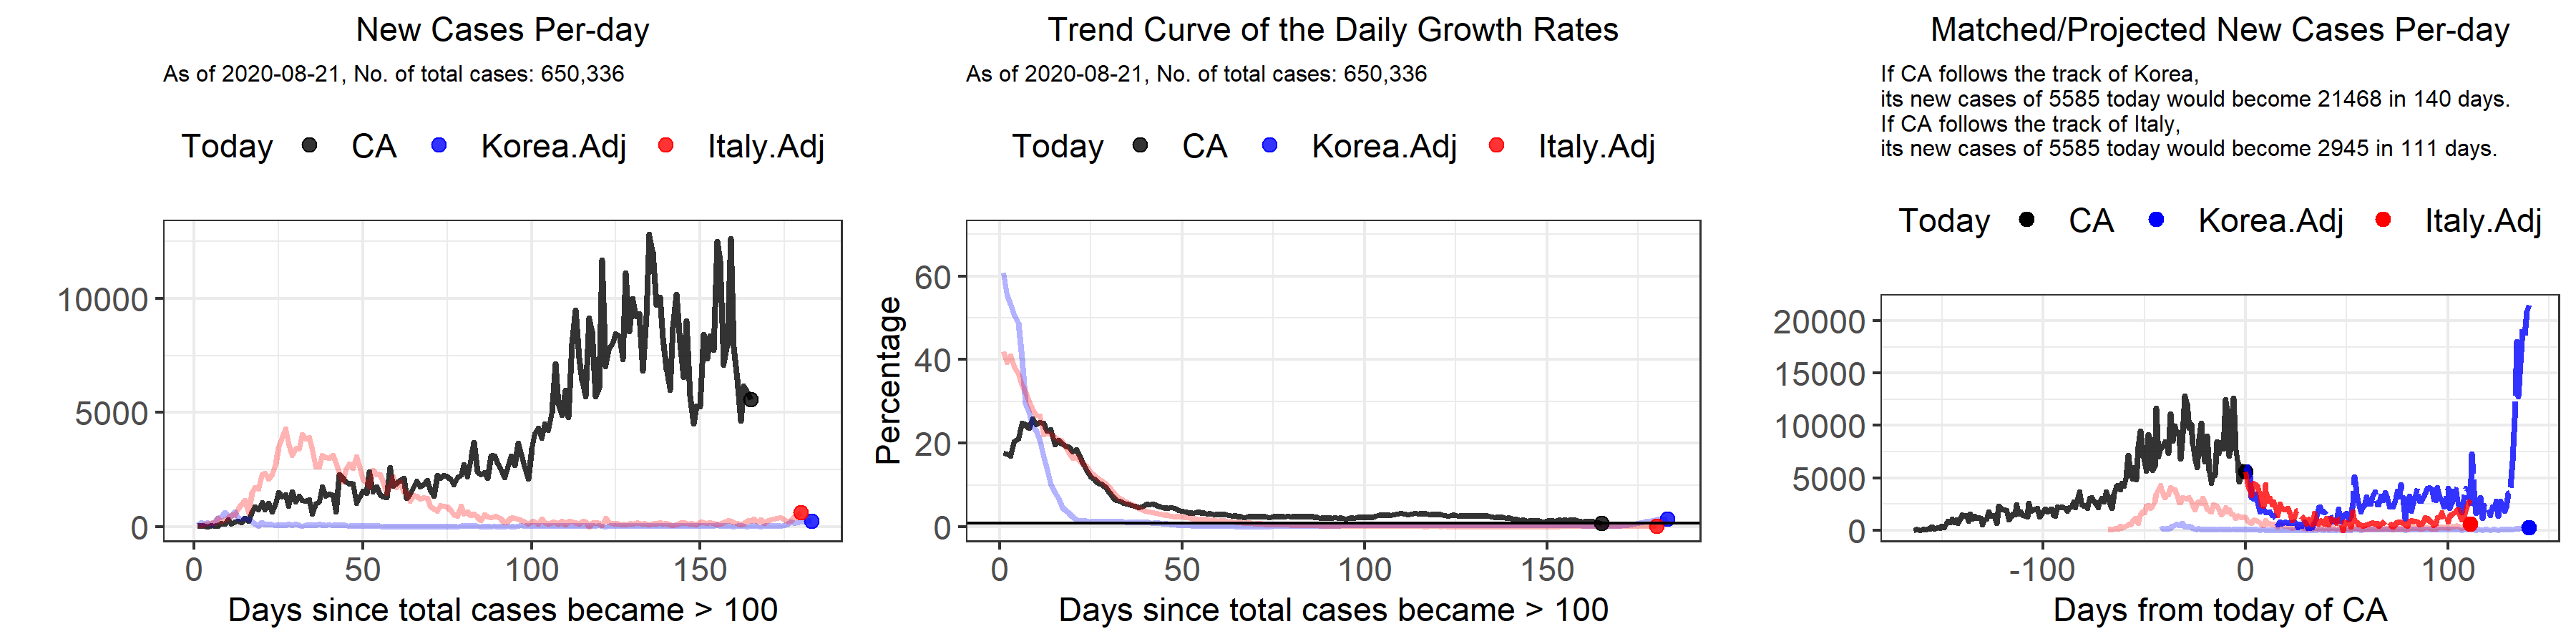 New Cases Per-day
As of 2020-08-21, No. of total cases: 650,336
Today CA Korea.Adj Italy.Adj
10000
5000
0
0 50 100 150
Days since total cases became > 100
Trend Curve of the Daily Growth Rates
As of 2020-08-21, No. of total cases: 650,336
Today CA Korea.Adj Italy.Adj
Percentage
60
40
20
0
0 50 100 150
Days since total cases became > 100
Matched/Projected New Cases Per-day
If CA follows the track of Korea,
its new cases of 5585 today would become 21468 in 140 days.
If CA follows the track of Italy,
its new cases of 5585 today would become 2945 in 111 days.
Today CA Korea.Adj Italy.Adj
20000
15000
10000
5000
0
-100 0 100
Days from today of CA